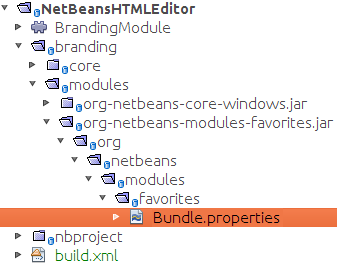 NetBeansHTMLEditor
BrandingModule
branding
core
modules
org-netbeans-core-windows.jar
org-netbeans-modules-favorites.jar
org
netbeans
modules
favorites
Bundle.properties
nbproject
build.xml